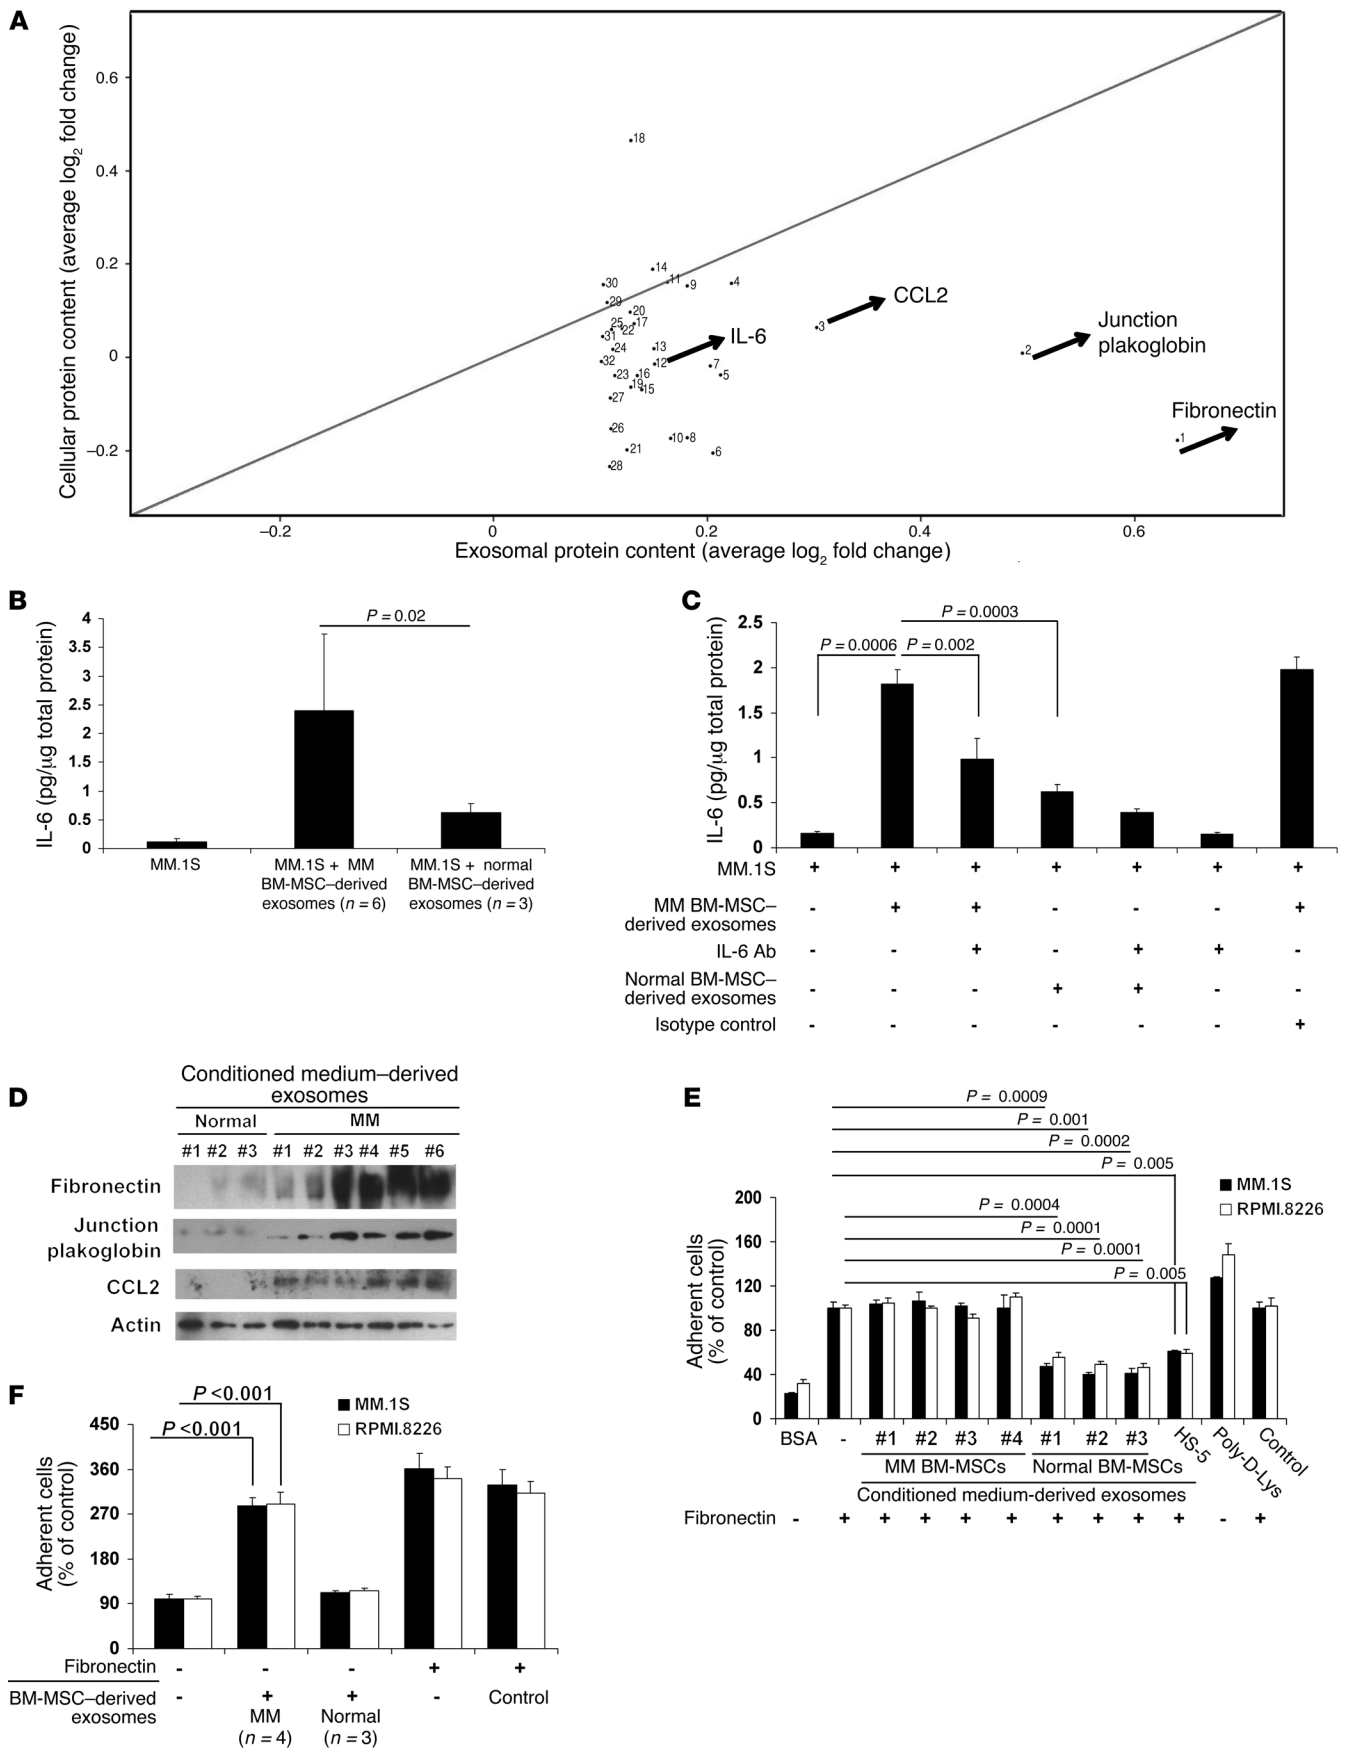 A
Cellular protein content (average log2 fold change)
0.6
0.4
0.2
0
–0.2
18
14
30
11
9
4
29
20
25
17
22
3
31
24
13
2
32
12
7
23
16
5
19
15
27
1
26
10
8
21
6
28
CCL2
IL-6
Junction
plakoglobin
Fibronectin
–0.2
0
0.2
0.4
0.6
Exosomal protein content (average log2 fold change)
B
IL-6 (pg/μg total protein)
4
3.5
3
2.5
2
1.5
1
0.5
0
P = 0.02
MM.1S
MM.1S + MM
BM-MSC–derived
exosomes (n = 6)
MM.1S + normal
BM-MSC–derived
exosomes (n = 3)
C
IL-6 (pg/μg total protein)
2.5
2
1.5
1
0.5
0
P = 0.0003
P = 0.0006
P = 0.002
MM.1S + + + + + + +
MM BM-MSC–
derived exosomes - + + - - - +
IL-6 Ab - - + - + + -
Normal BM-MSC–
derived exosomes - - - + + - -
Isotype control - - - - - - +
D
Conditioned medium–derived
exosomes
Normal MM
#1 #2 #3 #1 #2 #3 #4 #5 #6
Fibronectin
Junction
plakoglobin
CCL2
Actin
E
P = 0.0009
P = 0.001
P = 0.0002
P = 0.005
P = 0.0004
P = 0.0001
P = 0.0001
P = 0.005
MM.1S
RPMI.8226
Adherent cells
(% of control)
200
160
120
80
40
0
BSA - #1 #2 #3 #4 #1 #2 #3 HS-5 Poly-D-Lys Control
MM BM-MSCs Normal BM-MSCs
Conditioned medium-derived exosomes
Fibronectin - + + + + + + + + + - +
F
P <0.001
P <0.001
MM.1S
RPMI.8226
Adherent cells
(% of control)
450
360
270
180
90
0
Fibronectin - - - + +
BM-MSC–derived
exosomes - + + - Control
MM
(n = 4)
Normal
(n = 3)